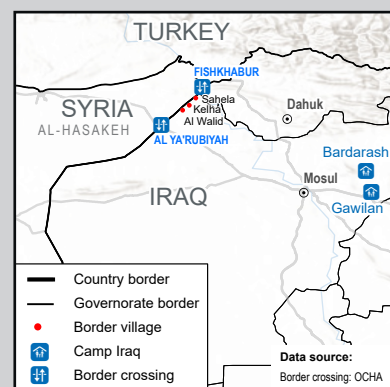 TURKEY
FISHKHABUR
Sahela
Kelha
Al Walid
SYRIA
AL-HASAKEH
AL YA'RUBIYAH
Dahuk
Bardarash
Mosul
Gawilan
IRAQ
Country border
Governorate border
Border village
Camp Iraq
Border crossing
Data source:
Border crossing: OCHA